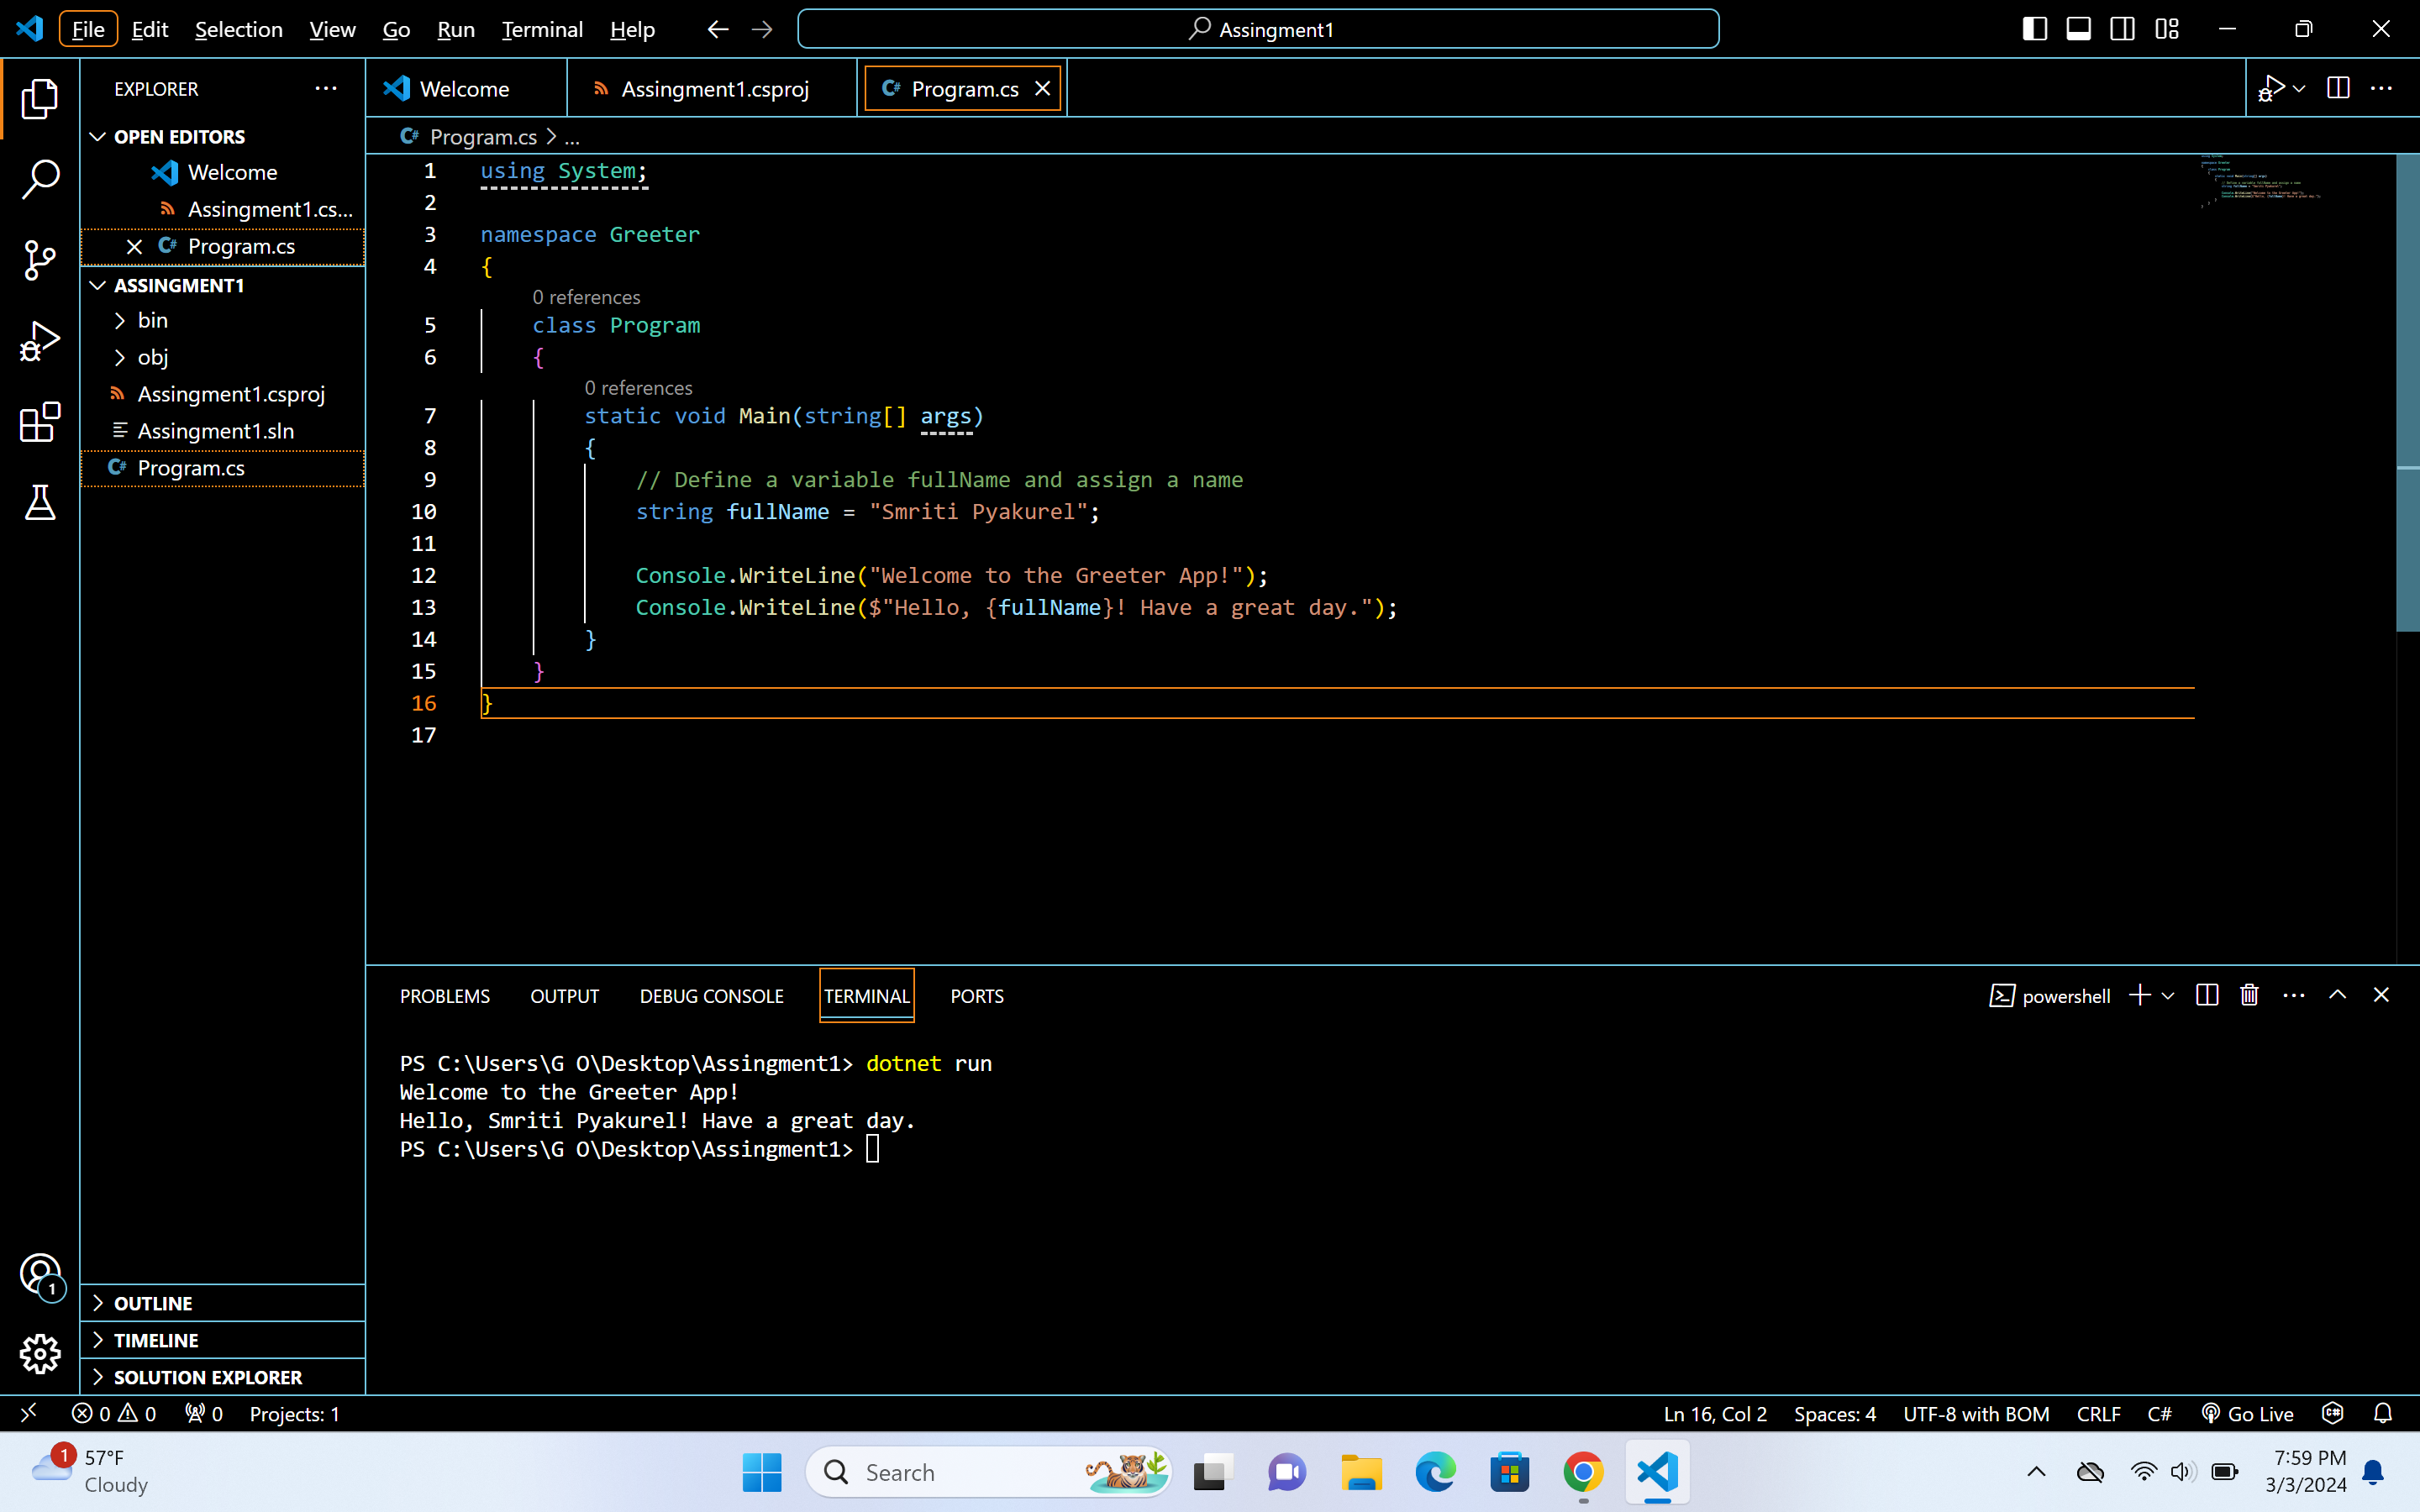 File Edit Selection View Go Run Terminal Help
Assingment1
EXPLORER
OPEN EDITORS
Welcome
Assingment1.cs...
Program.cs
ASSINGMENT1
bin
obj
Assingment1.csproj
Assingment1.sln
Program.cs
OUTLINE
TIMELINE
SOLUTION EXPLORER
1
Welcome Assingment1.csproj C# Program.cs
C# Program.cs > ...
1 using System;
2
3 namespace Greeter
4 {
0 references
5 class Program
6 {
0 references
7 static void Main(string[] args)
8 {
9 // Define a variable fullName and assign a name
10 string fullName = "Smriti Pyakurel";
11
12 Console.WriteLine("Welcome to the Greeter App!");
13 Console.WriteLine($"Hello, {fullName}! Have a great day.");
14 }
15 }
16 }
17
PROBLEMS OUTPUT DEBUG CONSOLE TERMINAL PORTS
powershell
PS C:\Users\G O\Desktop\Assingment1> dotnet run
Welcome to the Greeter App!
Hello, Smriti Pyakurel! Have a great day.
PS C:\Users\G O\Desktop\Assingment1>
0 0 0 Projects: 1
Ln 16, Col 2 Spaces: 4 UTF-8 with BOM CRLF C# Go Live
1
57°F
Cloudy
Search
7:59 PM
3/3/2024